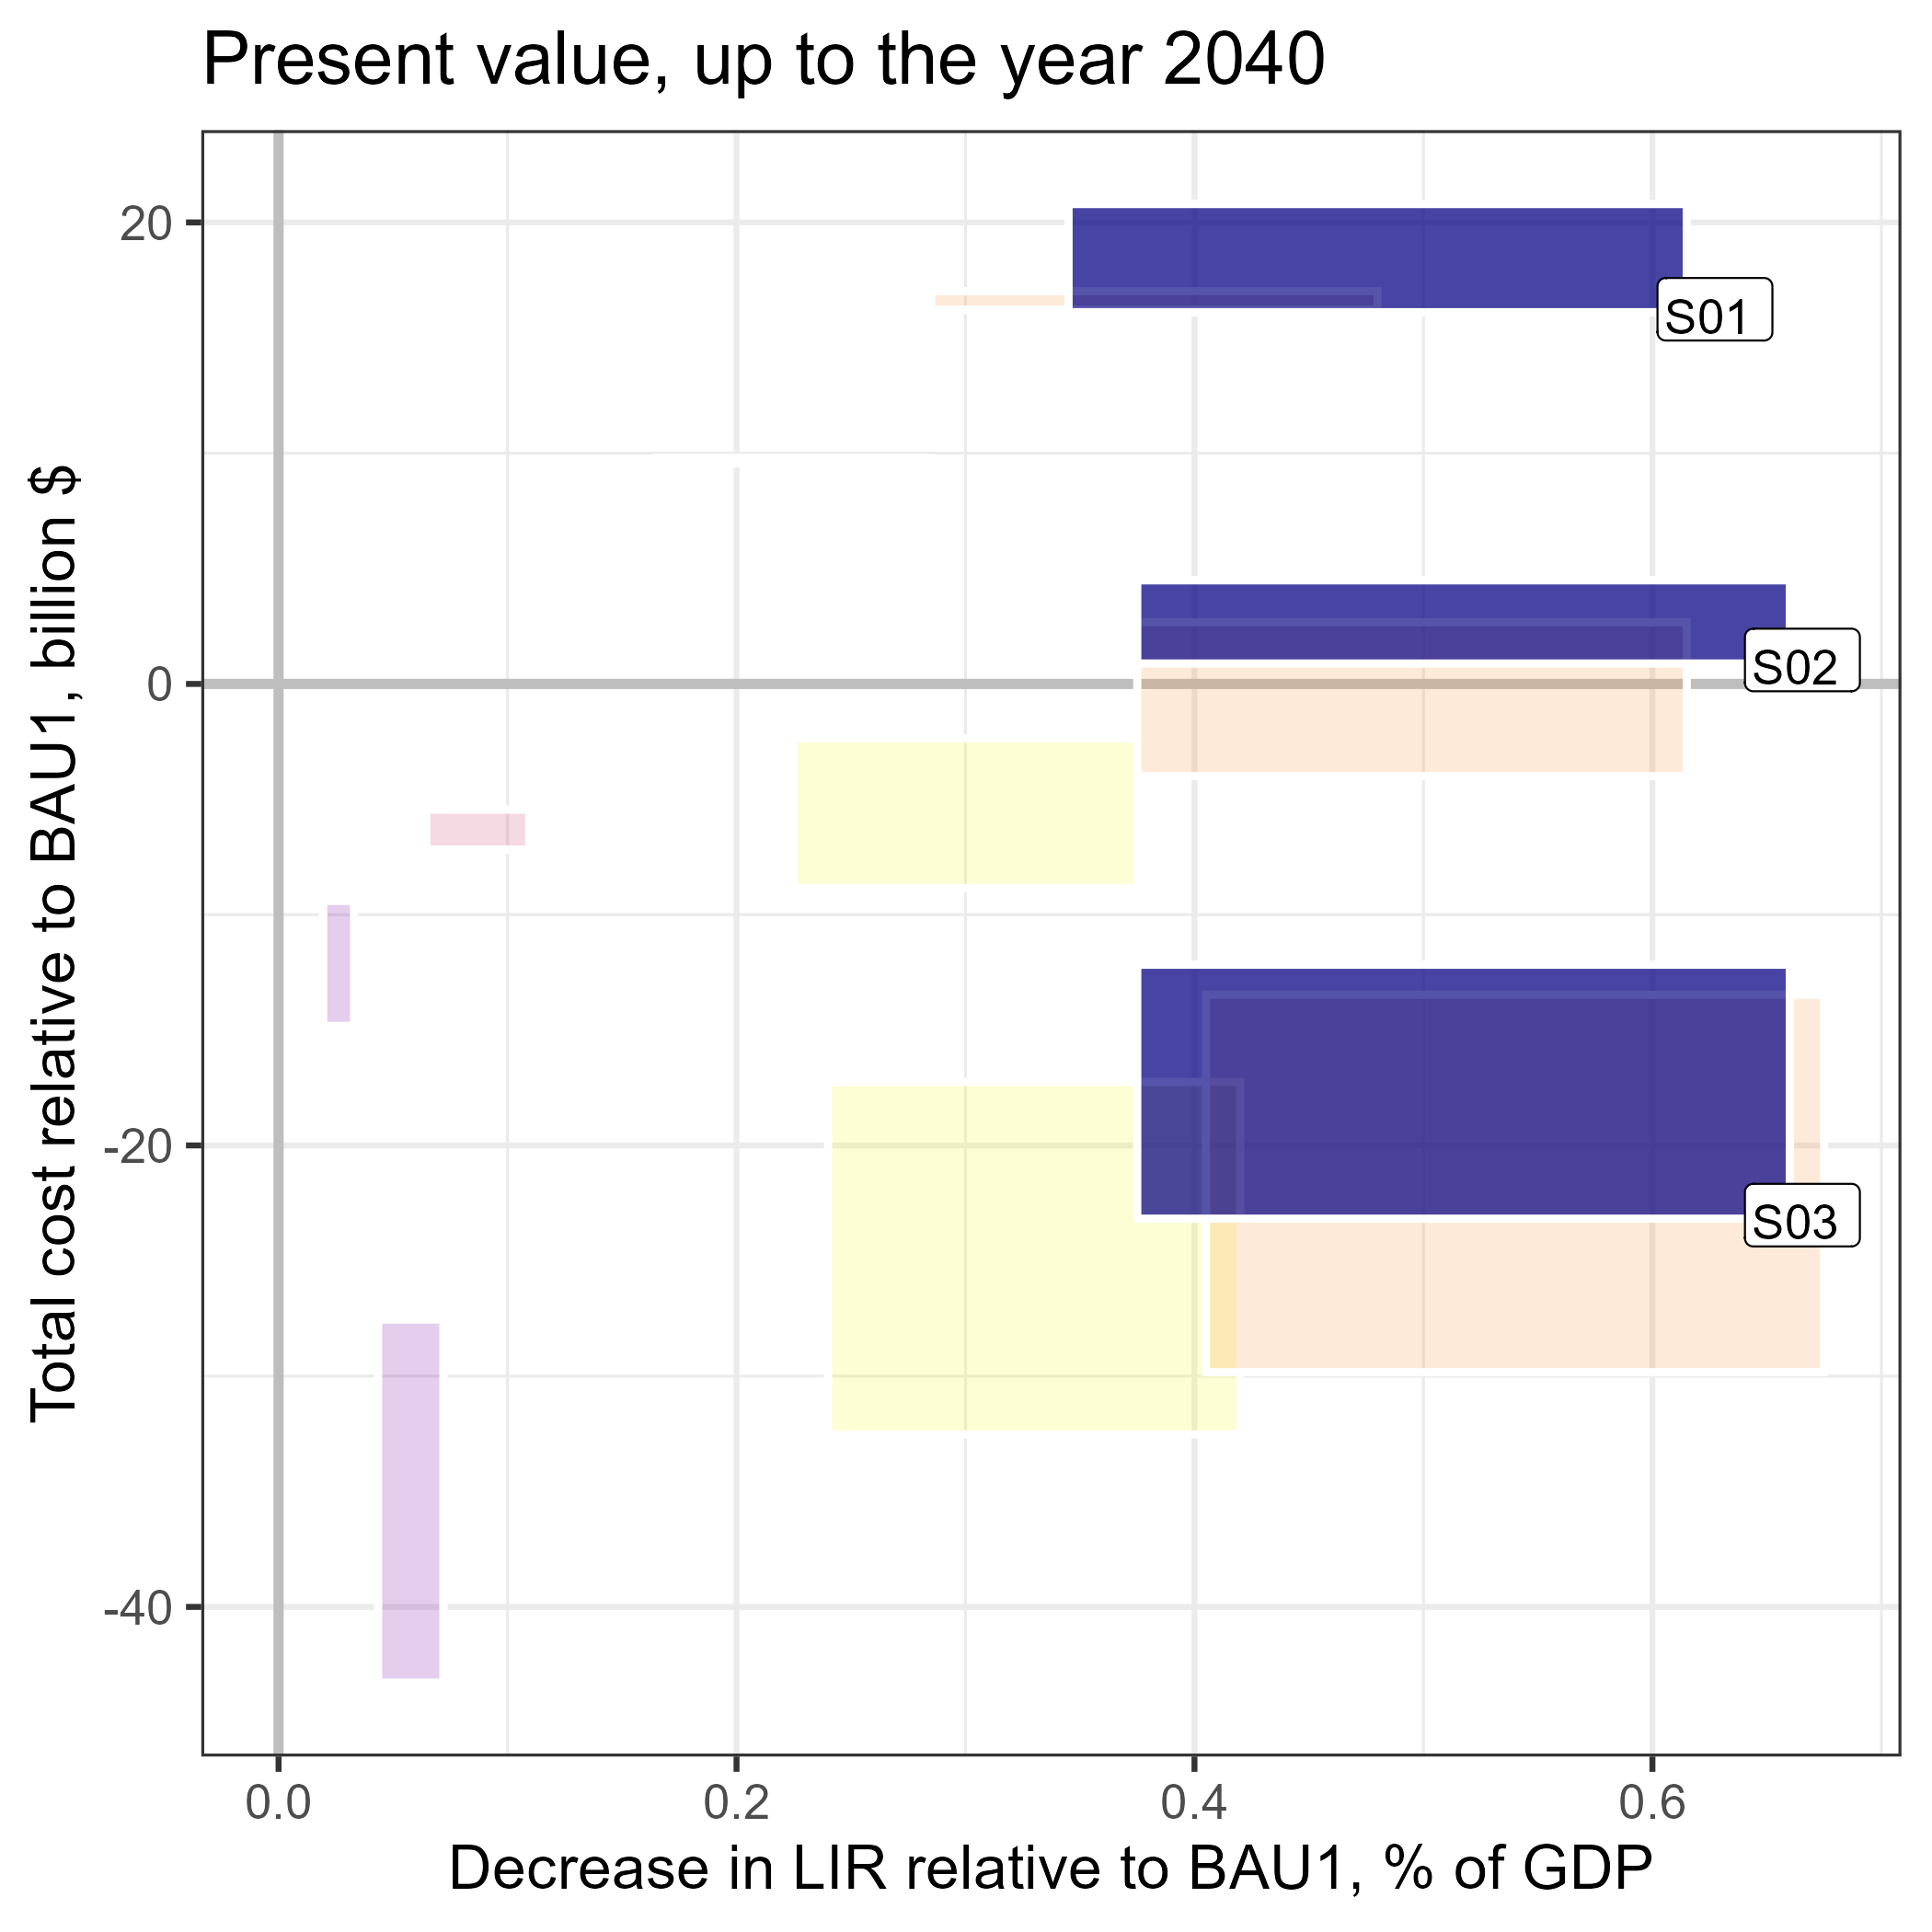 Present value, up to the year 2040
Total cost relative to BAU1, billion $
20
0
-20
-40
S01
S02
S03
0.0 0.2 0.4 0.6
Decrease in LIR relative to BAU1, % of GDP